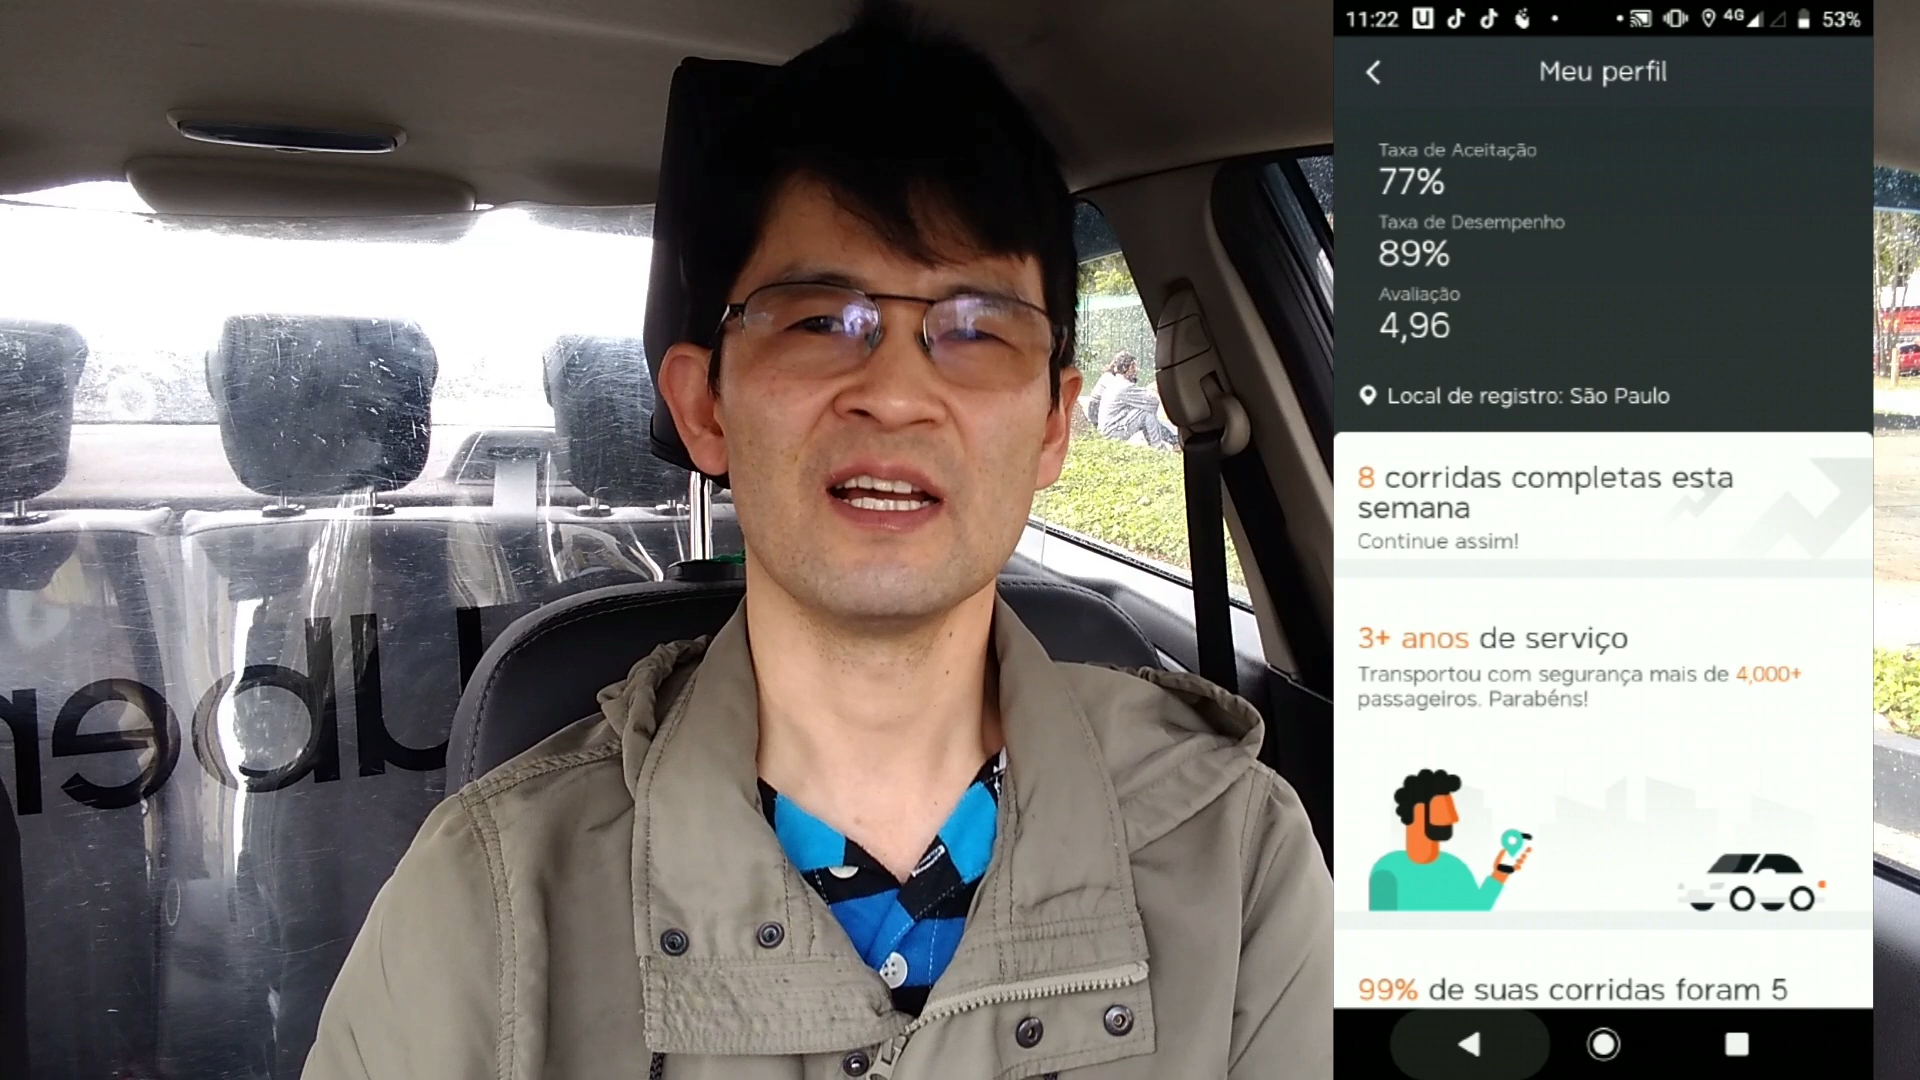 11:22
4G
53%
Meu perfil
Taxa de Aceitação
77%
Taxa de Desempenho
89%
Avaliação
4,96
Local de registro: São Paulo
8 corridas completas esta
semana
Continue assim!
3+ anos de serviço
Transportou com segurança mais de 4,000+
passageiros. Parabéns!
99% de suas corridas foram 5
Uber